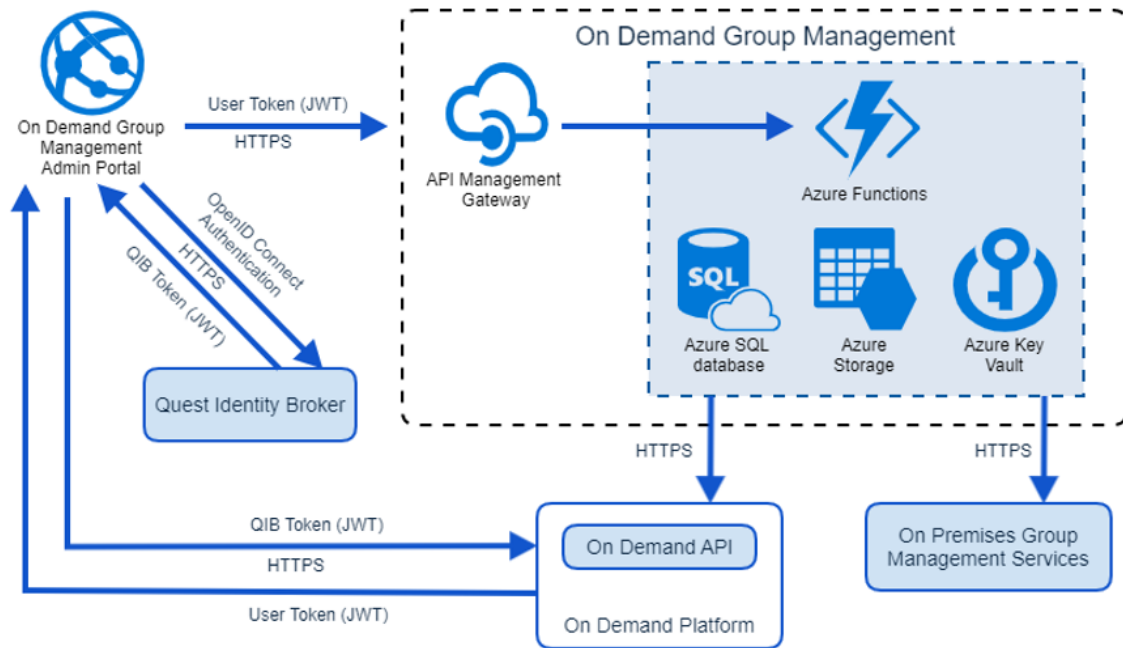 On Demand Group Management
User Token (JWT)
HTTPS
On Demand Group
Management
Admin Portal
API Management
Gateway
Azure Functions
OpenID Connect
Authentication
HTTPS
QIB Token (JWT)
SQL
Azure SQL
database
Azure
Storage
Azure Key
Vault
Quest Identity Broker
HTTPS
HTTPS
QIB Token (JWT)
HTTPS
User Token (JWT)
On Demand API
On Demand Platform
On Premises Group
Management Services